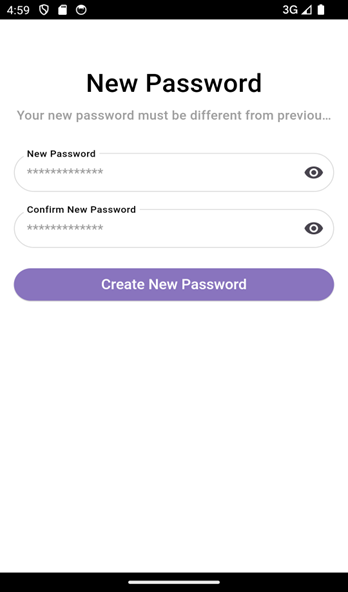 4:59 3G
New Password
Your new password must be different from previou…
New Password
*************
Confirm New Password
*************
Create New Password